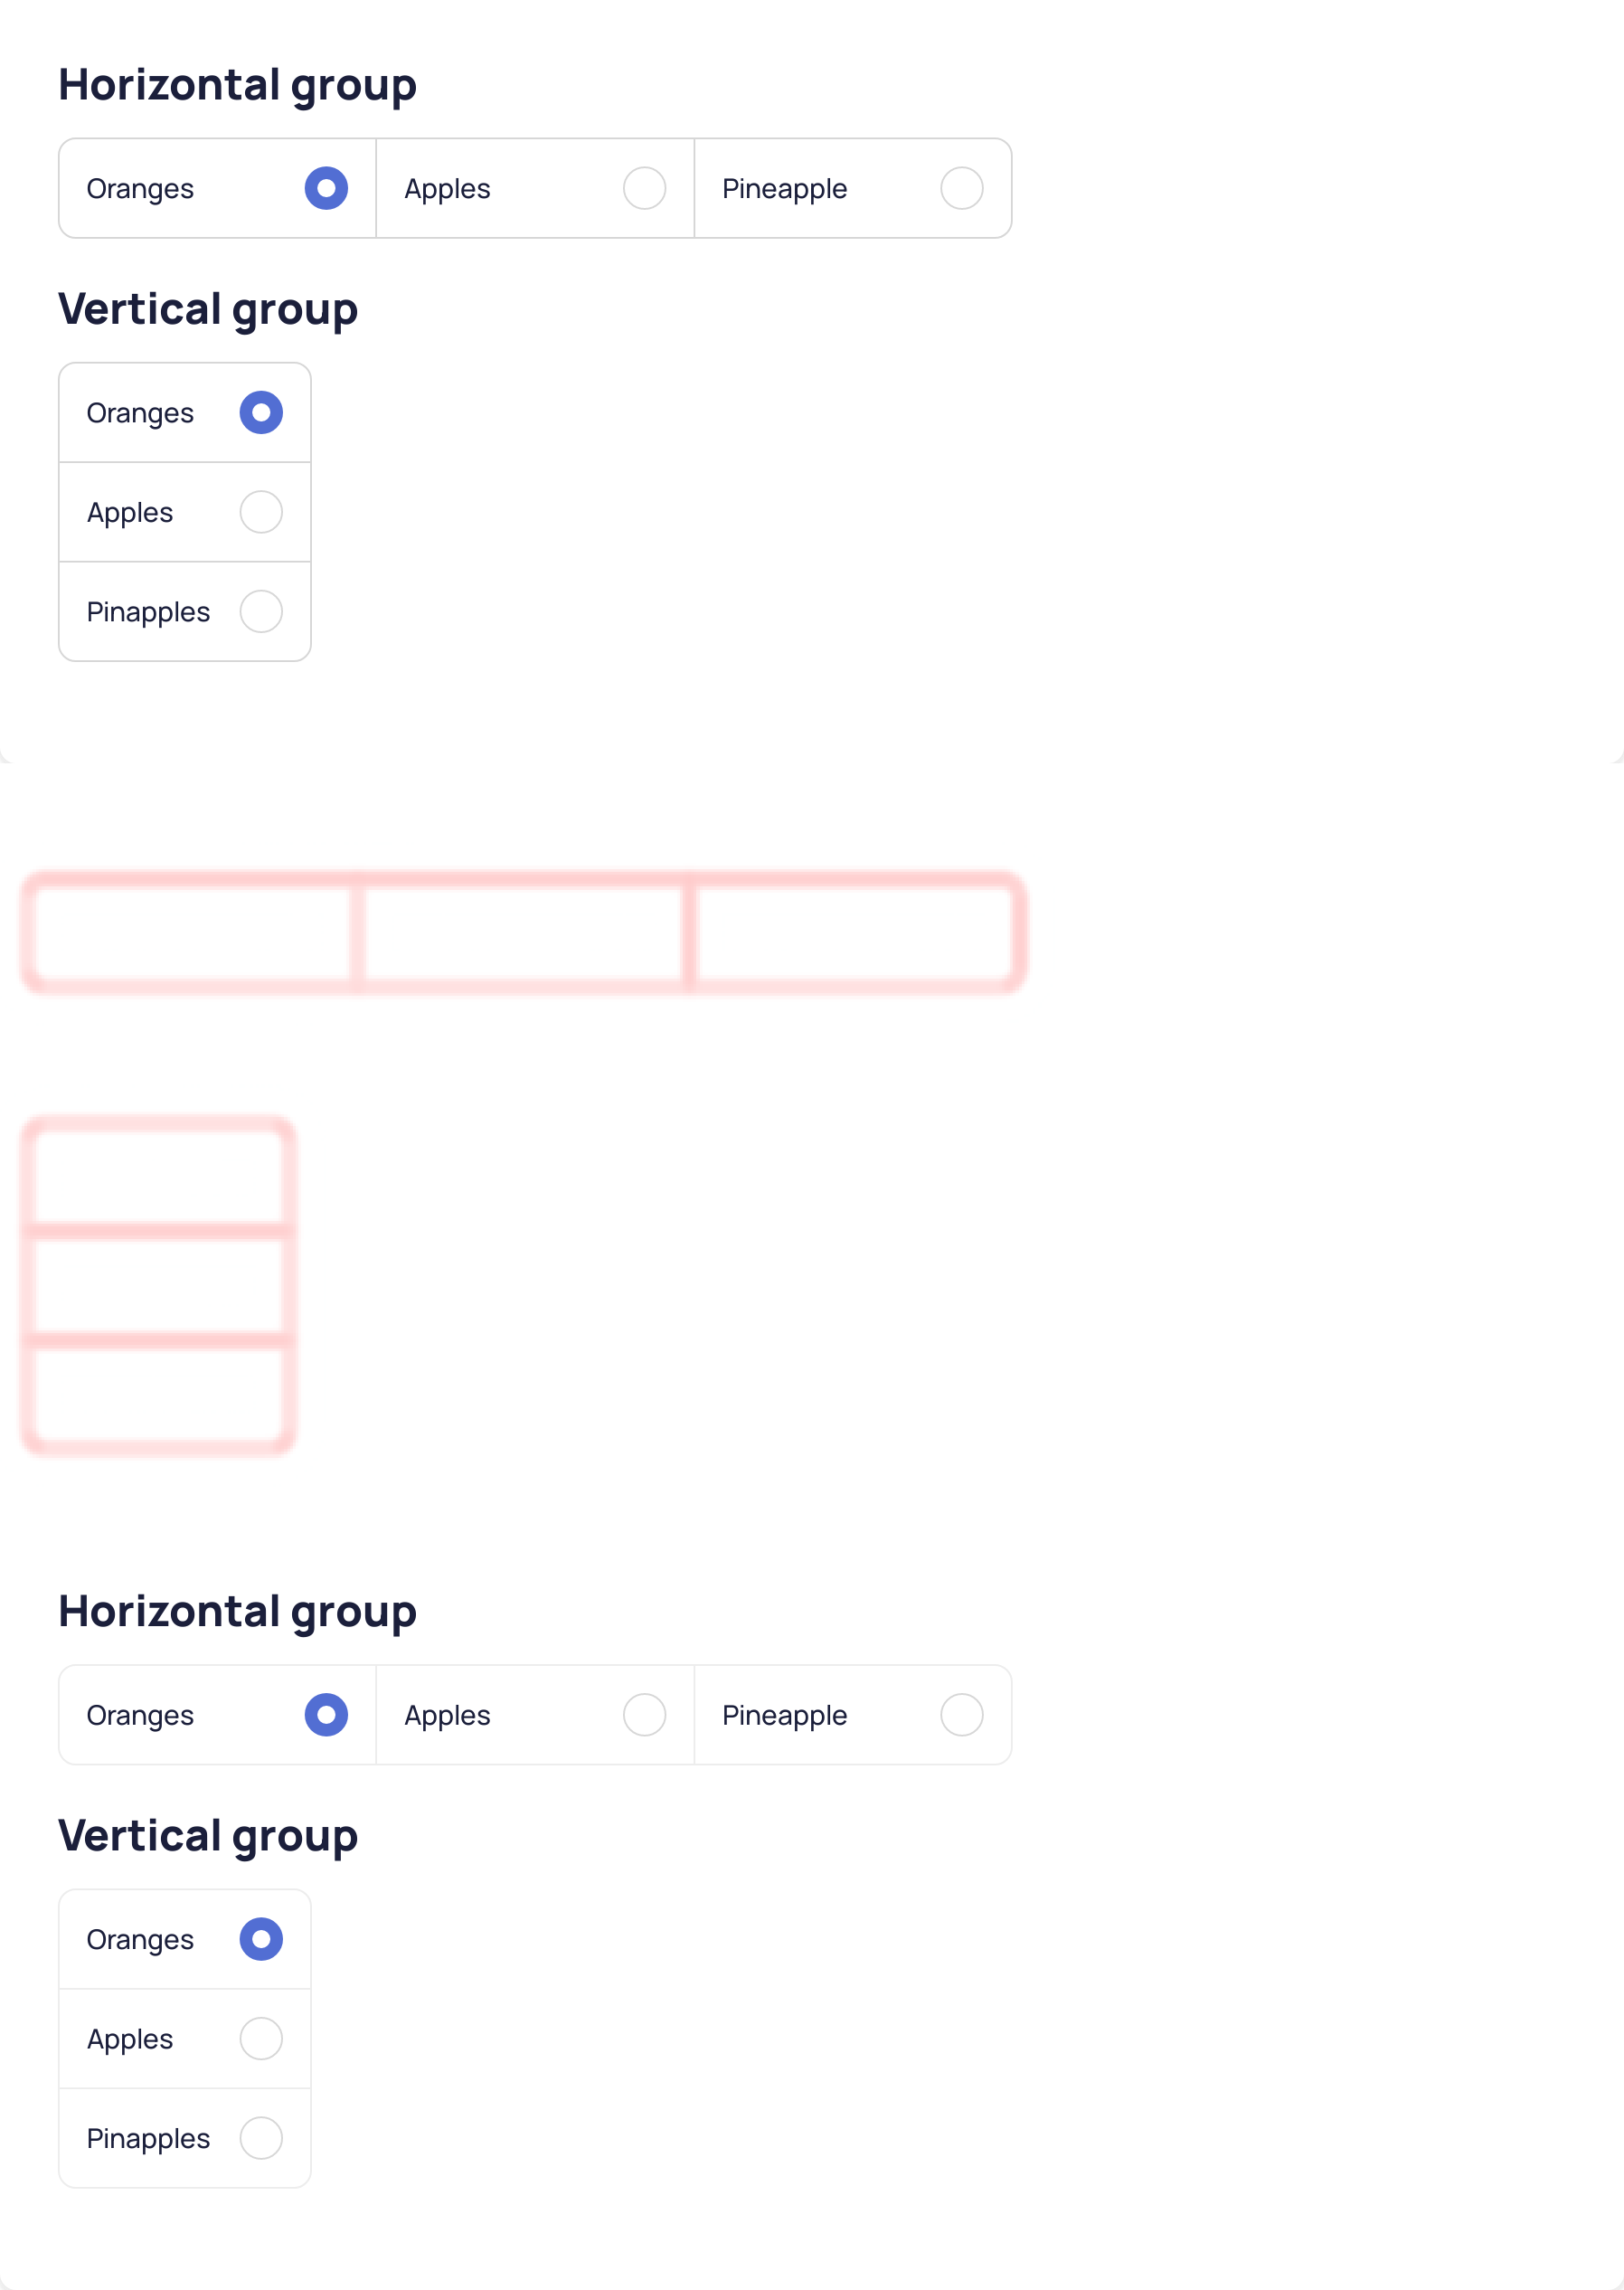 Horizontal group
Oranges Apples Pineapple
Vertical group
Oranges
Apples
Pinapples
Horizontal group
Oranges Apples Pineapple
Vertical group
Oranges
Apples
Pinapples